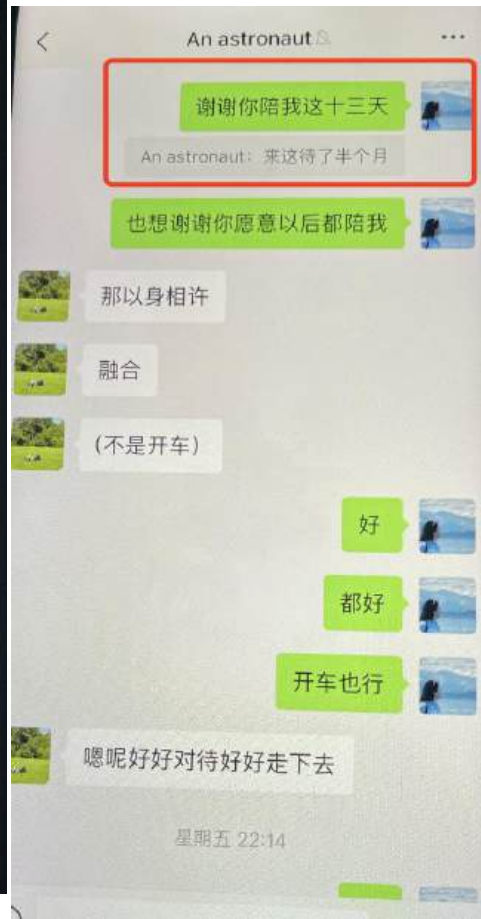 An astronaut
谢谢你陪我这十三天
An astronaut：来这待了半个月
也想谢谢你愿意以后都陪我
那以身相许
融合
(不是开车)
好
都好
开车也行
嗯呢好好对待好好走下去
星期五 22:14